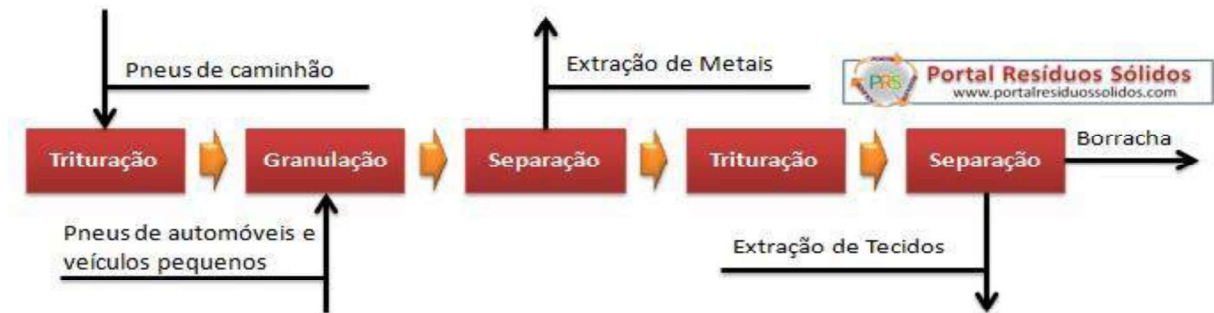 Pneus de caminhão
Extração de Metais
PRS
Portal Resíduos Sólidos
www.portalresiduossolidos.com
Trituração
Granulação
Separação
Trituração
Separação
Borracha
Pneus de automóveis e
veículos pequenos
Extração de Tecidos